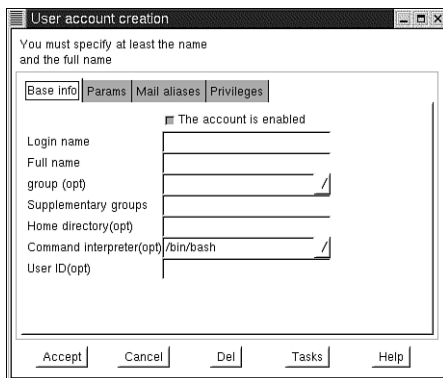 User account creation
You must specify at least the name
and the full name
Base info Params Mail aliases Privileges
The account is enabled
Login name
Full name
group (opt)
Supplementary groups
Home directory(opt)
Command interpreter(opt) /bin/bash
User ID(opt)
Accept Cancel Del Tasks Help